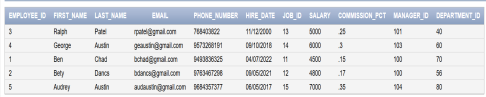 EMPLOYEE_ID FIRST_NAME LAST_NAME EMAIL PHONE_NUMBER HIRE_DATE JOB_ID SALARY COMMISSION_PCT MANAGER_ID DEPARTMENT_ID
3 Ralph Patel rpatel@gmail.com 768403822 11/12/2000 13 5000 .25 101 40
4 George Austin geaustin@gmail.com 9573268191 09/10/2018 14 6000 .3 103 60
1 Ben Chad bchad@gmail.com 9493836325 04/07/2022 11 4500 .15 100 70
2 Bety Dancs bdancs@gmail.com 9763467298 09/05/2021 12 4800 .17 100 56
5 Audrey Austin audaustin@gmail.com 9684357377 06/05/2017 15 7000 .35 104 80